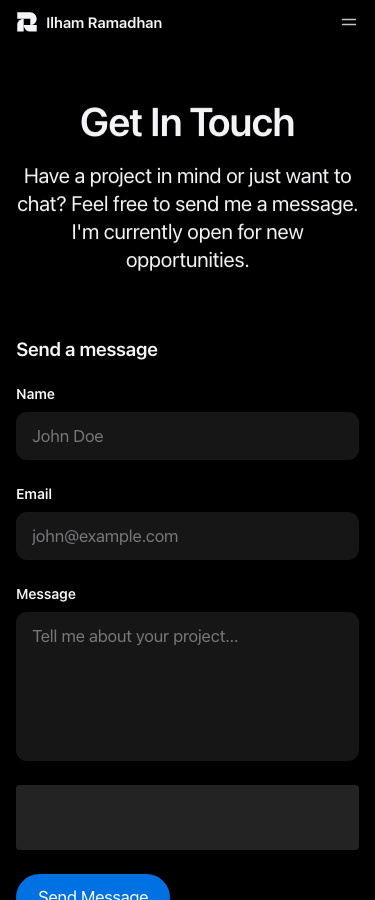 Ilham Ramadhan
Get In Touch
Have a project in mind or just want to
chat? Feel free to send me a message.
I'm currently open for new
opportunities.
Send a message
Name
John Doe
Email
john@example.com
Message
Tell me about your project...
Send Message